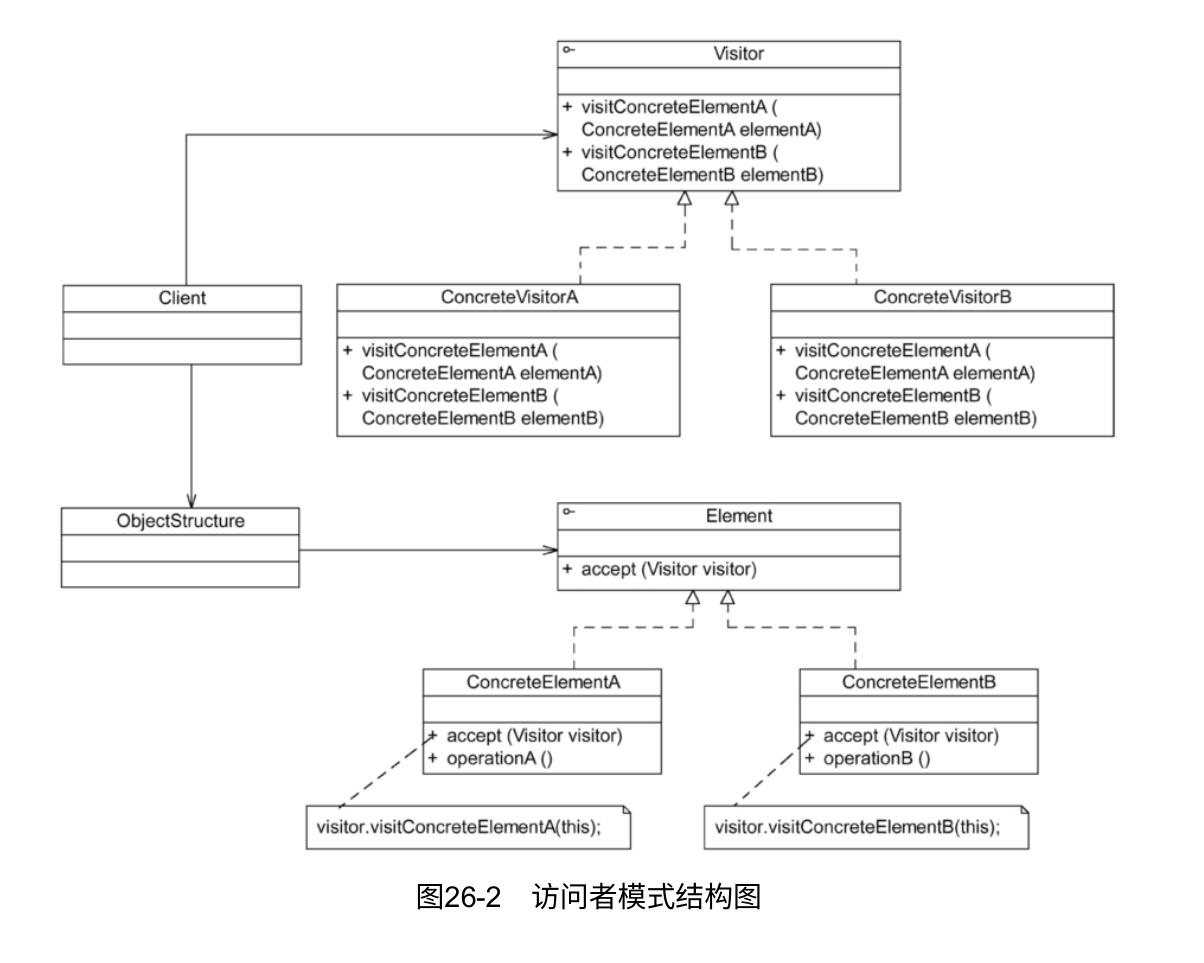 Visitor
+ visitConcreteElementA (
ConcreteElementA elementA)
+ visitConcreteElementB (
ConcreteElementB elementB)
Client
ConcreteVisitorA
+ visitConcreteElementA (
ConcreteElementA elementA)
+ visitConcreteElementB (
ConcreteElementB elementB)
ConcreteVisitorB
+ visitConcreteElementA (
ConcreteElementA elementA)
+ visitConcreteElementB (
ConcreteElementB elementB)
ObjectStructure
Element
+ accept (Visitor visitor)
ConcreteElementA
+ accept (Visitor visitor)
+ operationA ()
ConcreteElementB
+ accept (Visitor visitor)
+ operationB ()
visitor.visitConcreteElementA(this);
visitor.visitConcreteElementB(this);
图26-2 访问者模式结构图